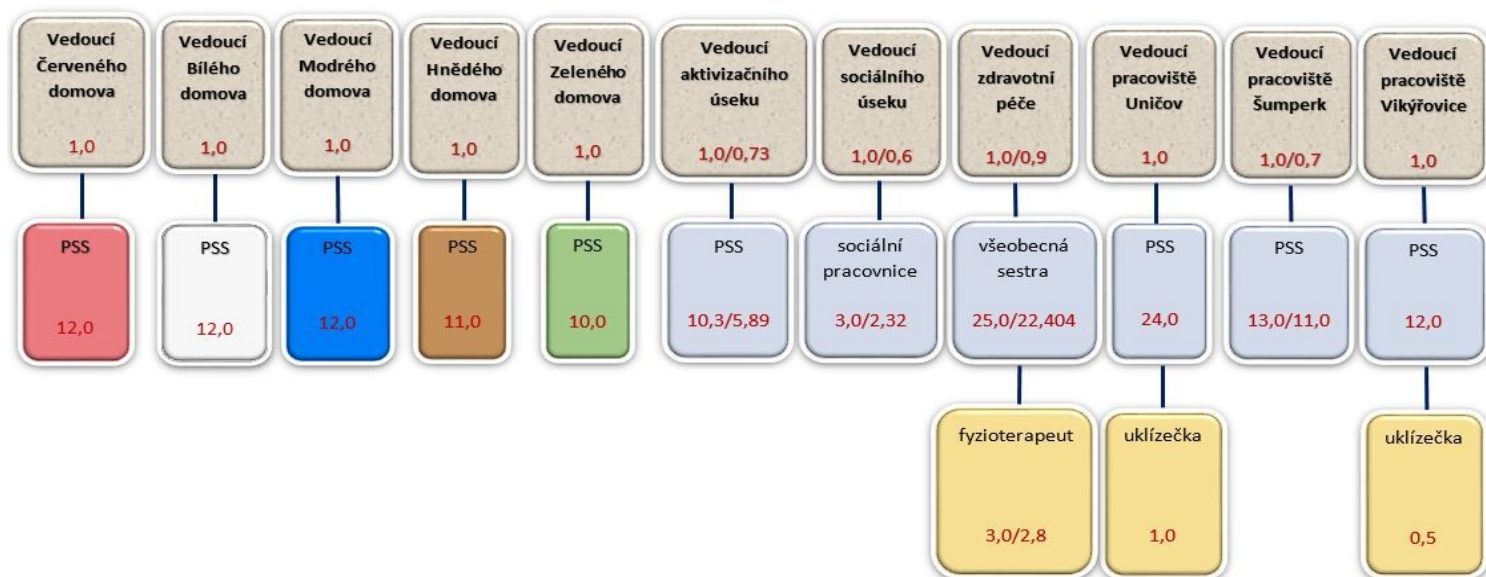 Vedoucí
Červeného
domova
1,0
Vedoucí
Bílého
domova
1,0
Vedoucí
Modrého
domova
1,0
Vedoucí
Hnědého
domova
1,0
Vedoucí
Zeleného
domova
1,0
Vedoucí
aktivizačního
úseku
1,0/0,73
Vedoucí
sociálního
úseku
1,0/0,6
Vedoucí
zdravotní
péče
1,0/0,9
Vedoucí
pracoviště
Uničov
1,0
Vedoucí
pracoviště
Šumperk
1,0/0,7
Vedoucí
pracoviště
Vikýřovice
1,0
PSS
12,0
PSS
12,0
PSS
12,0
PSS
11,0
PSS
10,0
PSS
10,3/5,89
sociální
pracovnice
3,0/2,32
všeobecná
sestra
25,0/22,404
PSS
24,0
PSS
13,0/11,0
PSS
12,0
fyzioterapeut
3,0/2,8
uklízečka
1,0
uklízečka
0,5